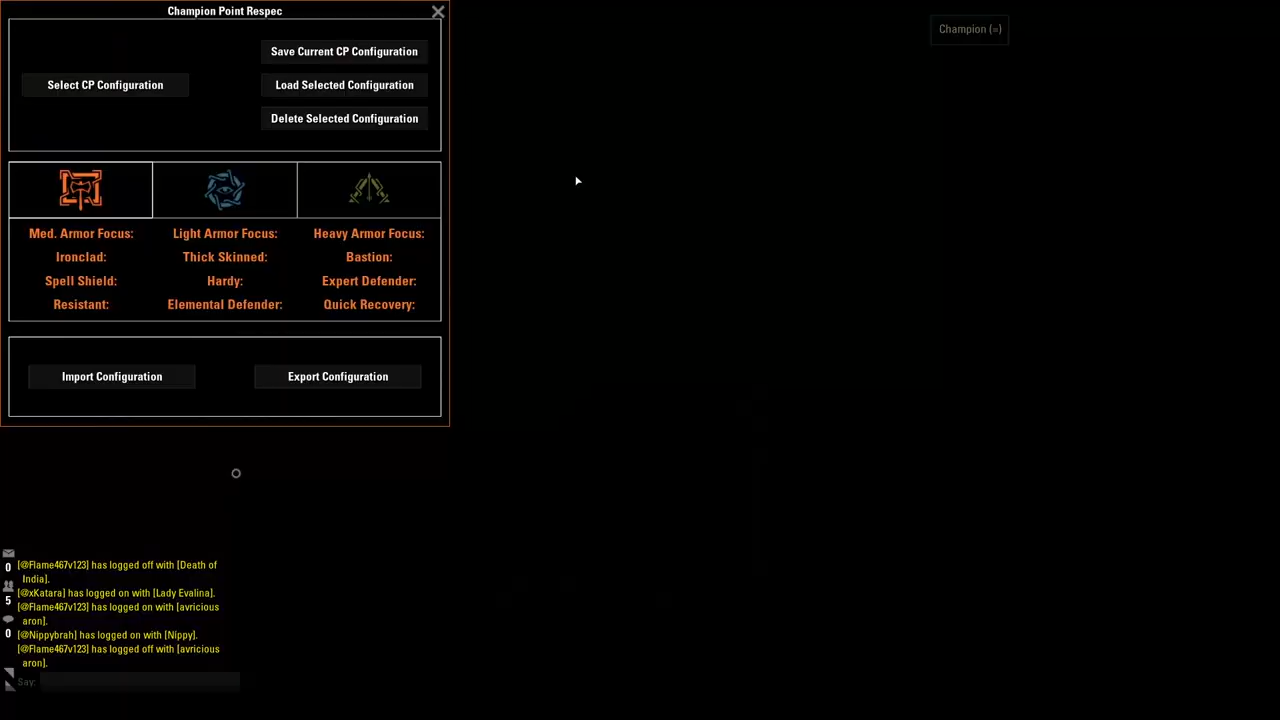 Champion Point Respec
Champion (=)
Save Current CP Configuration
Select CP Configuration
Load Selected Configuration
Delete Selected Configuration
Med. Armor Focus: Light Armor Focus: Heavy Armor Focus:
Ironclad: Thick Skinned: Bastion:
Spell Shield: Hardy: Expert Defender:
Resistant: Elemental Defender: Quick Recovery:
Import Configuration Export Configuration
0
5
0
[@Flame467v123] has logged off with [Death of
India].
[@xKatara] has logged on with [Lady Evalina].
[@Flame467v123] has logged on with [avricious
aron].
[@Nippybrah] has logged on with [Nippy].
[@Flame467v123] has logged off with [avricious
aron].
Say: